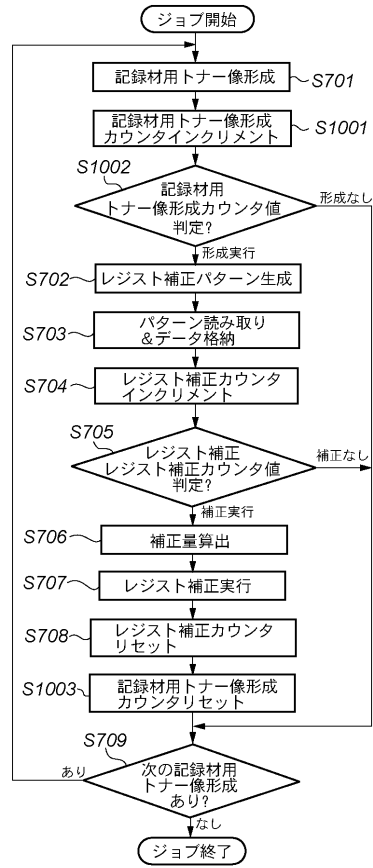 ジョブ開始
記録材用トナー像形成
S701
記録材用トナー像形成
カウンタインクリメント
S1001
S1002
記録材用
トナー像形成カウンタ値
判定?
形成なし
形成実行
S702
レジスト補正パターン生成
S703
パターン読み取り
&データ格納
S704
レジスト補正カウンタ
インクリメント
S705
レジスト補正
レジスト補正カウンタ値
判定?
補正なし
補正実行
S706
補正量算出
S707
レジスト補正実行
S708
レジスト補正カウンタ
リセット
S1003
記録材用トナー像形成
カウンタリセット
S709
あり
次の記録材用
トナー像形成
あり?
なし
ジョブ終了